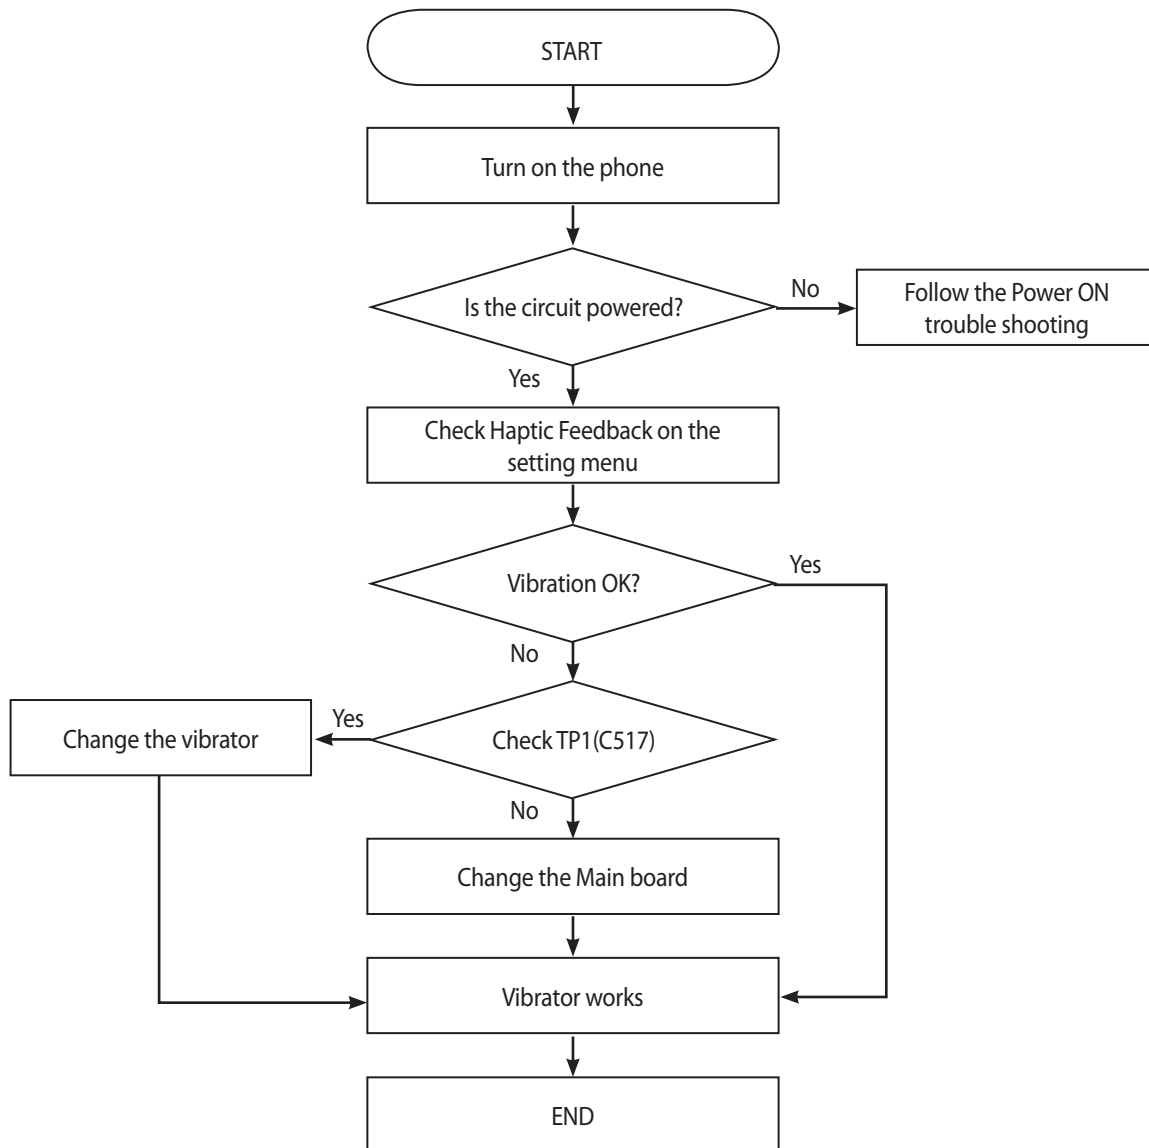 START
Turn on the phone
Is the circuit powered?
No
Follow the Power ON
trouble shooting
Yes
Check Haptic Feedback on the
setting menu
Vibration OK?
Yes
No
Change the vibrator
Yes
Check TP1(C517)
No
Change the Main board
Vibrator works
END